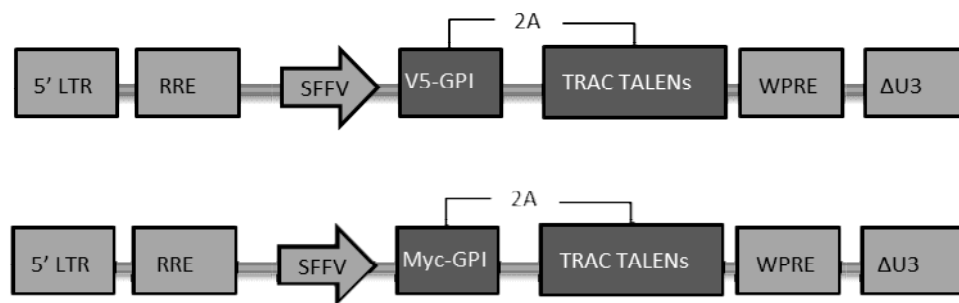 2A
5' LTR RRE SFFV V5-GPI TRAC TALENs WPRE ΔU3
2A
5' LTR RRE SFFV Myc-GPI TRAC TALENs WPRE ΔU3